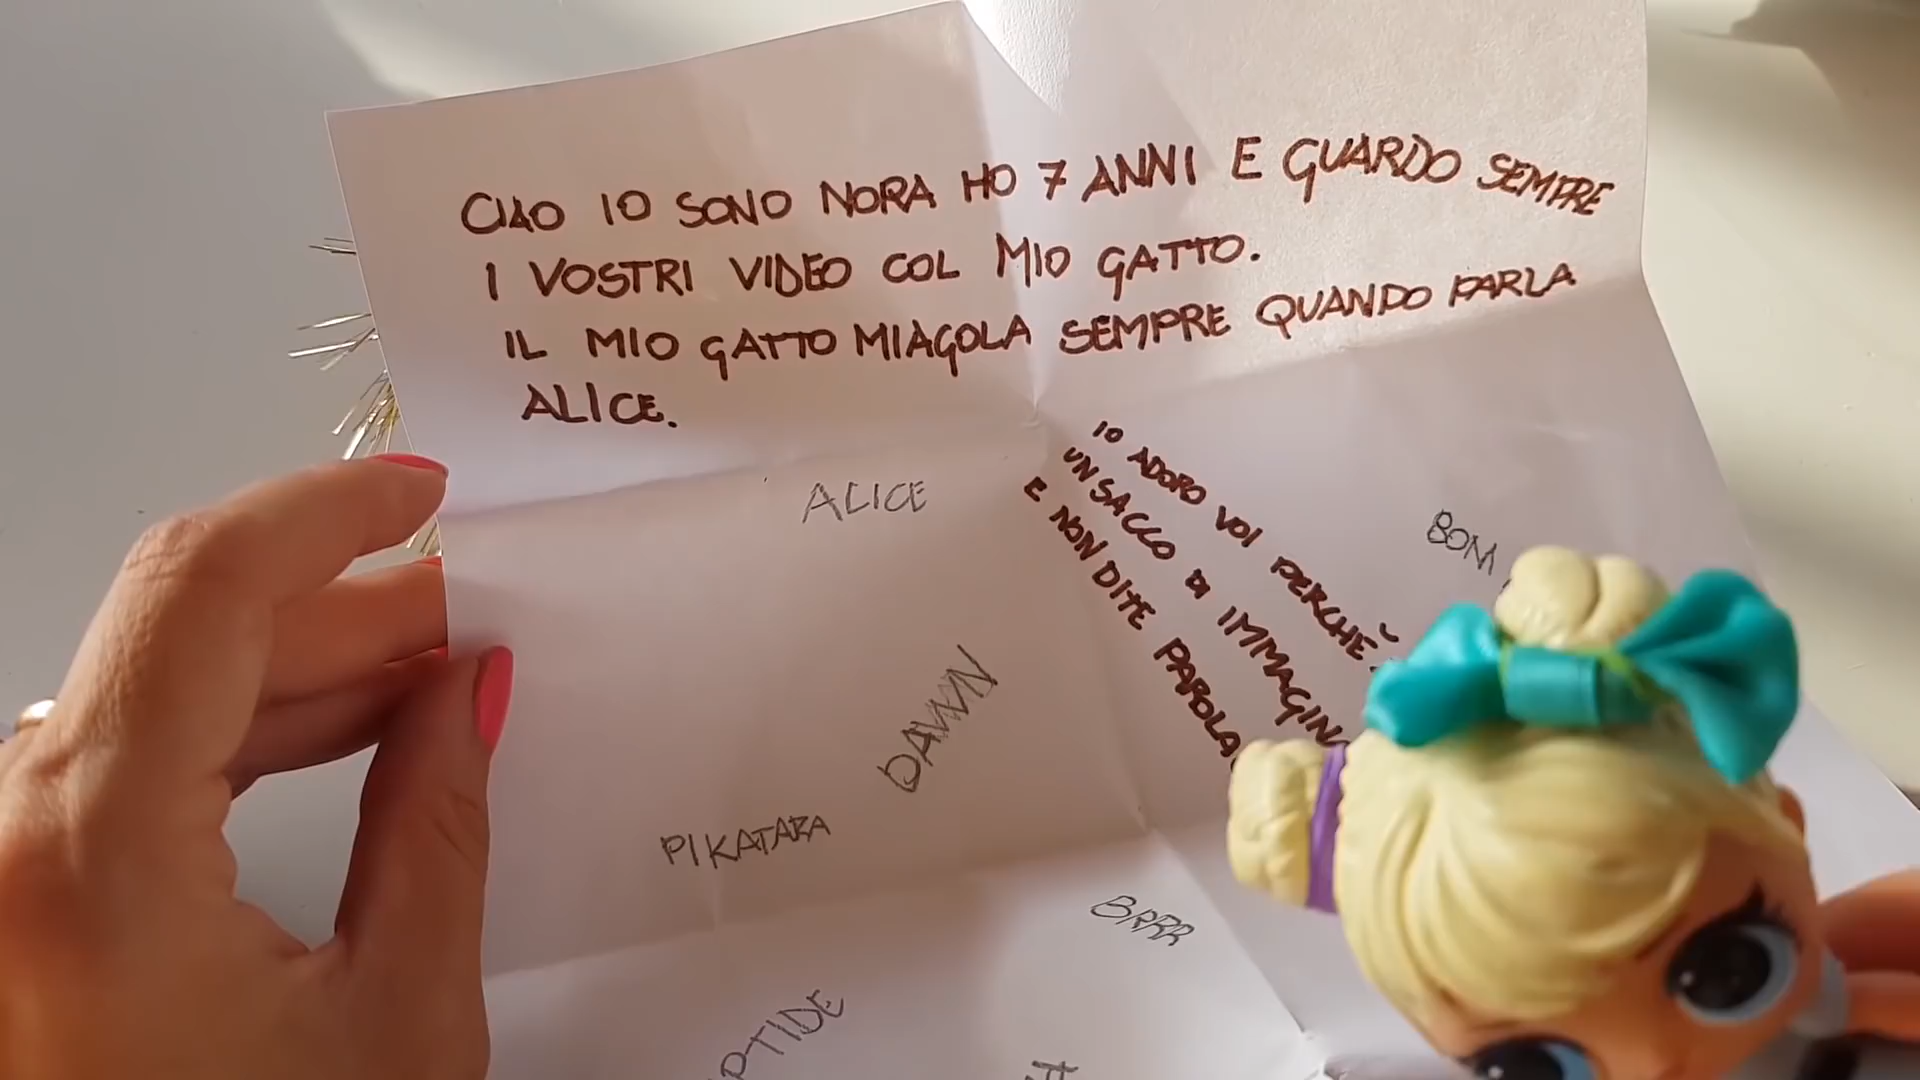 CIAO IO SONO NORA HO 7 ANNI E GUARDO SEMPRE
I VOSTRI VIDEO COL MIO GATTO.
IL MIO GATTO MIAGOLA SEMPRE QUANDO PARLA
ALICE.
IO ADORO VOI PERCHÈ
UN SACCO DI
E NON DITE
ALICE
DAWN
PIKATARA
BRRR